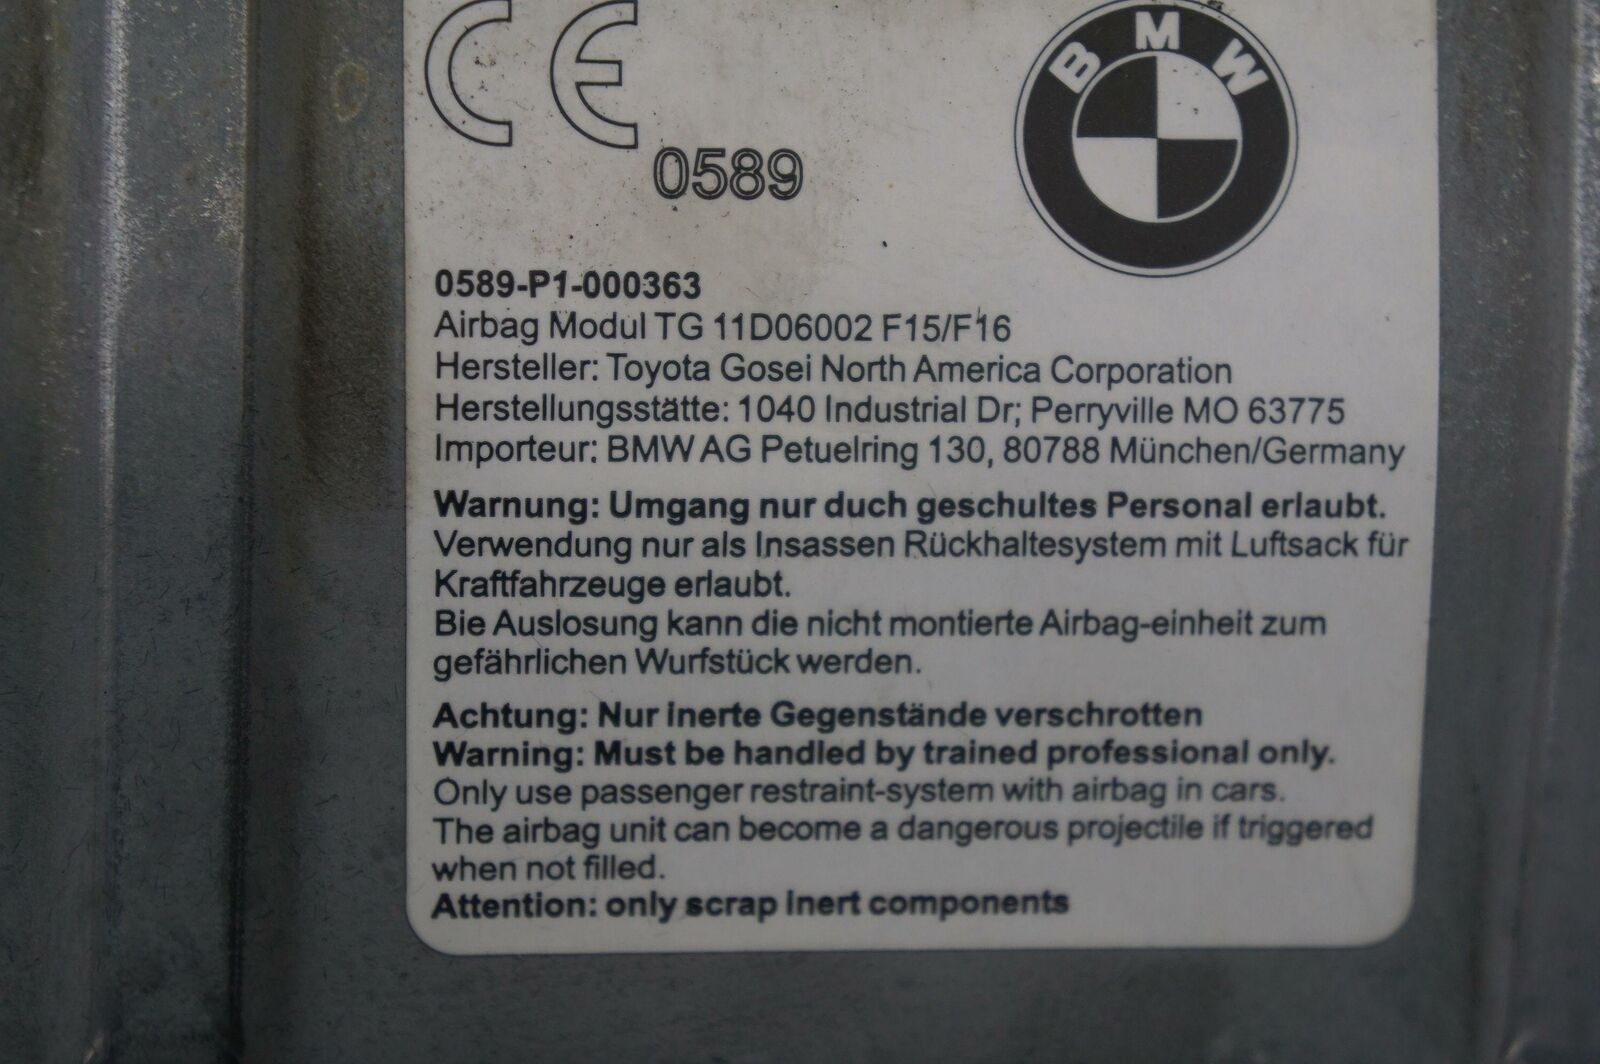 CE
0589
BMW
0589-P1-000363
Airbag Modul TG 11D06002 F15/F16
Hersteller: Toyota Gosei North America Corporation
Herstellungsstätte: 1040 Industrial Dr; Perryville MO 63775
Importeur: BMW AG Petuelring 130, 80788 München/Germany
Warnung: Umgang nur duch geschultes Personal erlaubt.
Verwendung nur als Insassen Rückhaltesystem mit Luftsack für
Kraftfahrzeuge erlaubt.
Bie Auslosung kann die nicht montierte Airbag-einheit zum
gefährlichen Wurfstück werden.
Achtung: Nur inerte Gegenstände verschrotten
Warning: Must be handled by trained professional only.
Only use passenger restraint-system with airbag in cars.
The airbag unit can become a dangerous projectile if triggered
when not filled.
Attention: only scrap inert components